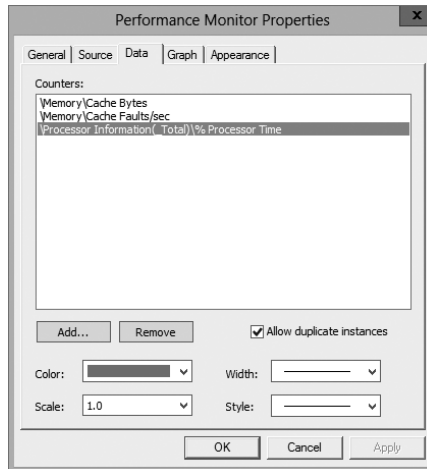 Performance Monitor Properties
x
General Source Data Graph Appearance
Counters:
\Memory\Cache Bytes
\Memory\Cache Faults/sec
\Processor Information(_Total)\% Processor Time
Add... Remove Allow duplicate instances
Color: Width:
Scale: 1.0 Style:
OK Cancel Apply